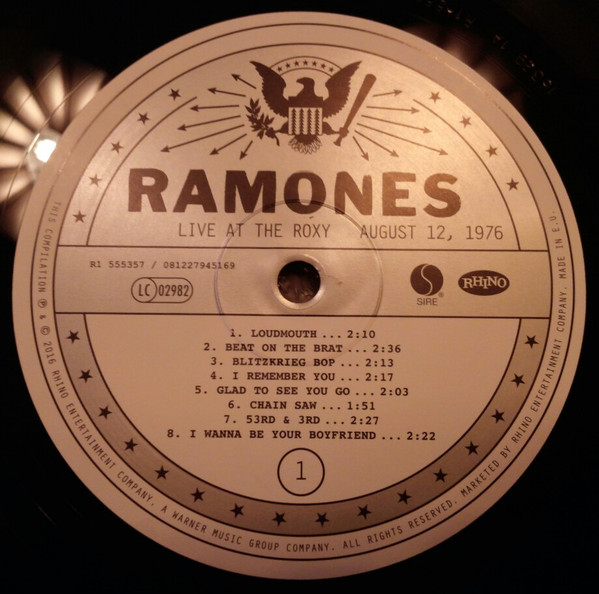 RAMONES
LIVE AT THE ROXY AUGUST 12, 1976
R1 555357 / 081227945169
LC 02982
SIRE ®
RHINO
1. LOUDMOUTH ... 2:10
2. BEAT ON THE BRAT ... 2:36
3. BLITZKRIEG BOP ... 2:13
4. I REMEMBER YOU ... 2:17
5. GLAD TO SEE YOU GO ... 2:03
6. CHAIN SAW ... 1:51
7. 53RD & 3RD ... 2:27
8. I WANNA BE YOUR BOYFRIEND ... 2:22
1
THIS COMPILATION ℗ & © 2016 RHINO ENTERTAINMENT COMPANY. A WARNER MUSIC GROUP COMPANY. ALL RIGHTS RESERVED. MARKETED BY RHINO ENTERTAINMENT COMPANY. MADE IN E.U.